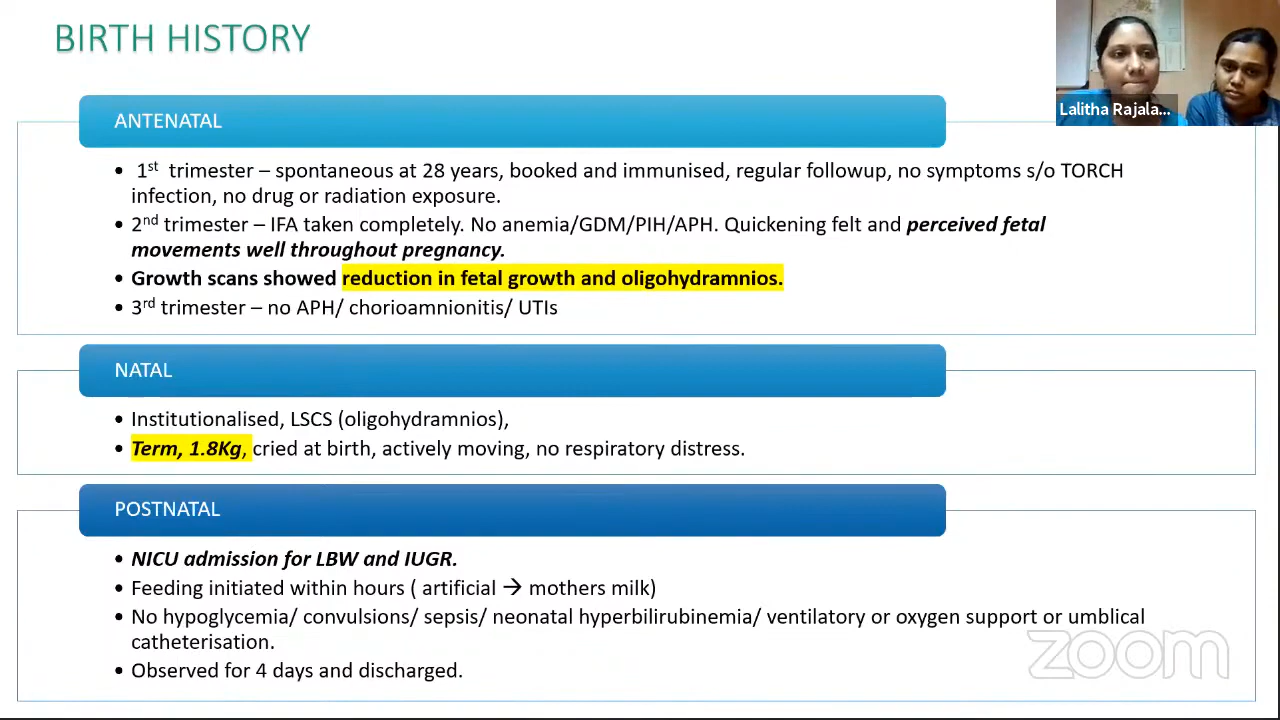 BIRTH HISTORY
Lalitha Rajala...
ANTENATAL
• 1st trimester – spontaneous at 28 years, booked and immunised, regular followup, no symptoms s/o TORCH
infection, no drug or radiation exposure.
• 2nd trimester – IFA taken completely. No anemia/GDM/PIH/APH. Quickening felt and perceived fetal
movements well throughout pregnancy.
• Growth scans showed reduction in fetal growth and oligohydramnios.
• 3rd trimester – no APH/ chorioamnionitis/ UTIs
NATAL
• Institutionalised, LSCS (oligohydramnios),
• Term, 1.8Kg, cried at birth, actively moving, no respiratory distress.
POSTNATAL
• NICU admission for LBW and IUGR.
• Feeding initiated within hours ( artificial → mothers milk)
• No hypoglycemia/ convulsions/ sepsis/ neonatal hyperbilirubinemia/ ventilatory or oxygen support or umblical
catheterisation.
• Observed for 4 days and discharged.
zoom